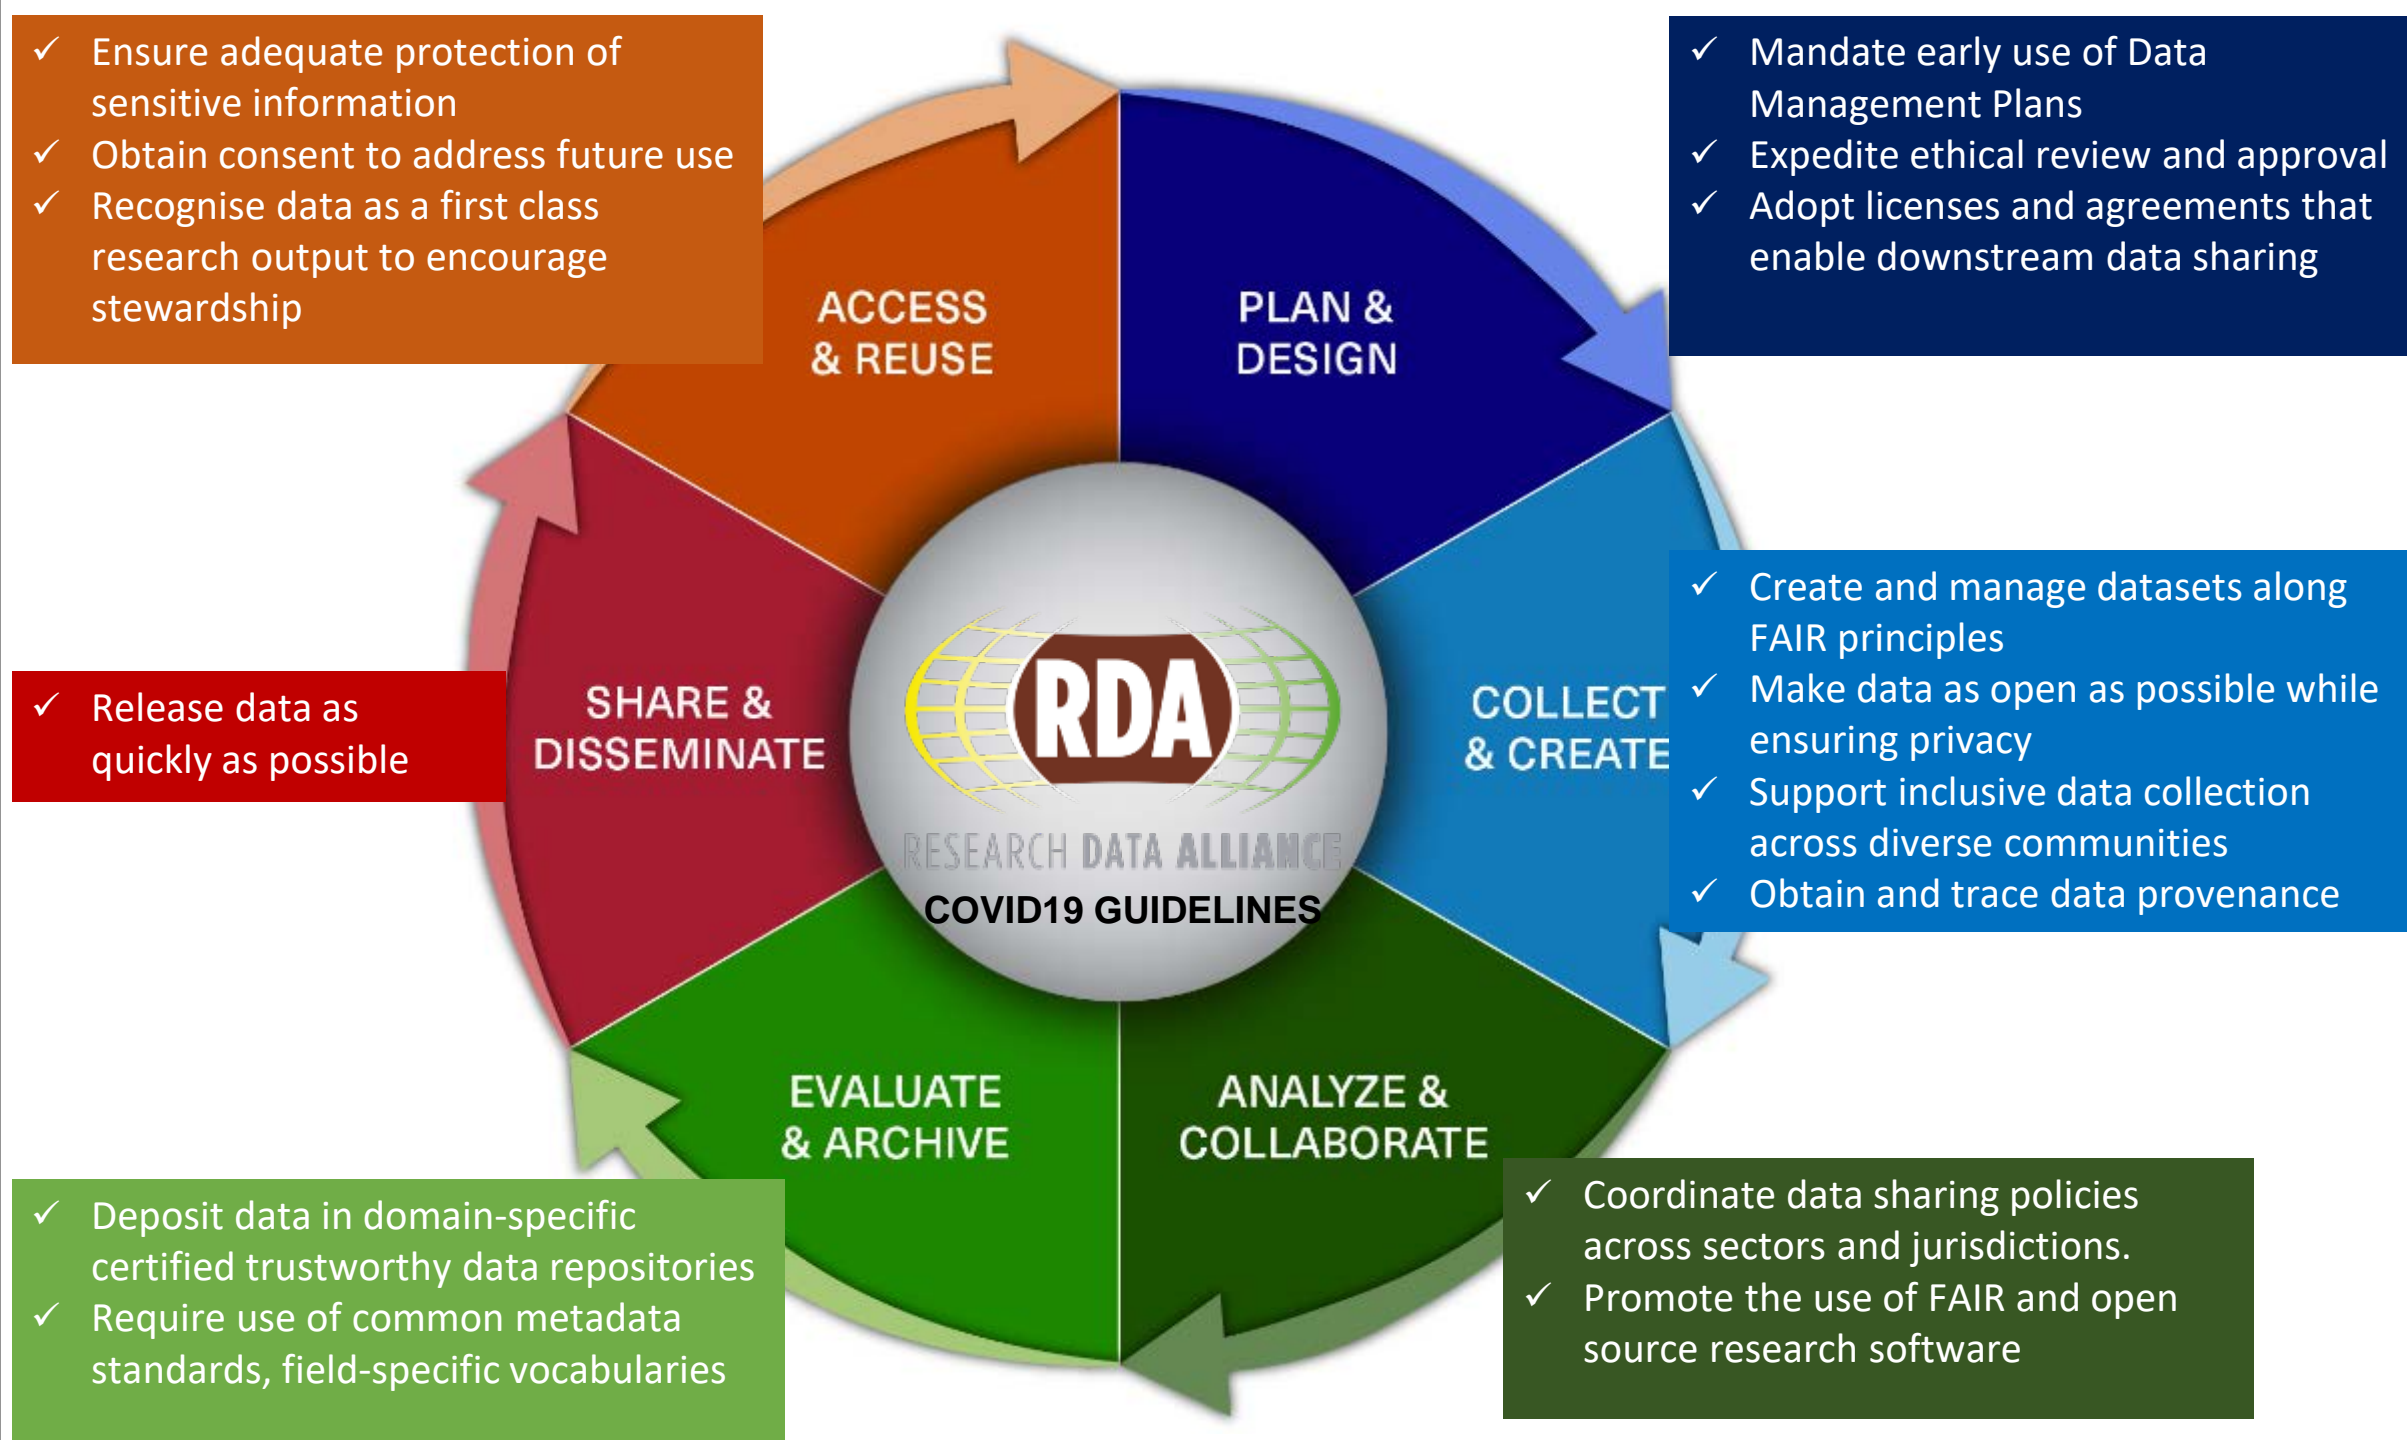 ✓ Ensure adequate protection of
sensitive information
✓ Obtain consent to address future use
✓ Recognise data as a first class
research output to encourage
stewardship
✓ Mandate early use of Data
Management Plans
✓ Expedite ethical review and approval
✓ Adopt licenses and agreements that
enable downstream data sharing
ACCESS
& REUSE
PLAN &
DESIGN
✓ Create and manage datasets along
FAIR principles
✓ Make data as open as possible while
ensuring privacy
✓ Support inclusive data collection
across diverse communities
✓ Obtain and trace data provenance
COLLECT
& CREATE
✓ Release data as
quickly as possible
SHARE &
DISSEMINATE
RDA
RESEARCH DATA ALLIANCE
COVID19 GUIDELINES
EVALUATE
& ARCHIVE
ANALYZE &
COLLABORATE
✓ Deposit data in domain-specific
certified trustworthy data repositories
✓ Require use of common metadata
standards, field-specific vocabularies
✓ Coordinate data sharing policies
across sectors and jurisdictions.
✓ Promote the use of FAIR and open
source research software